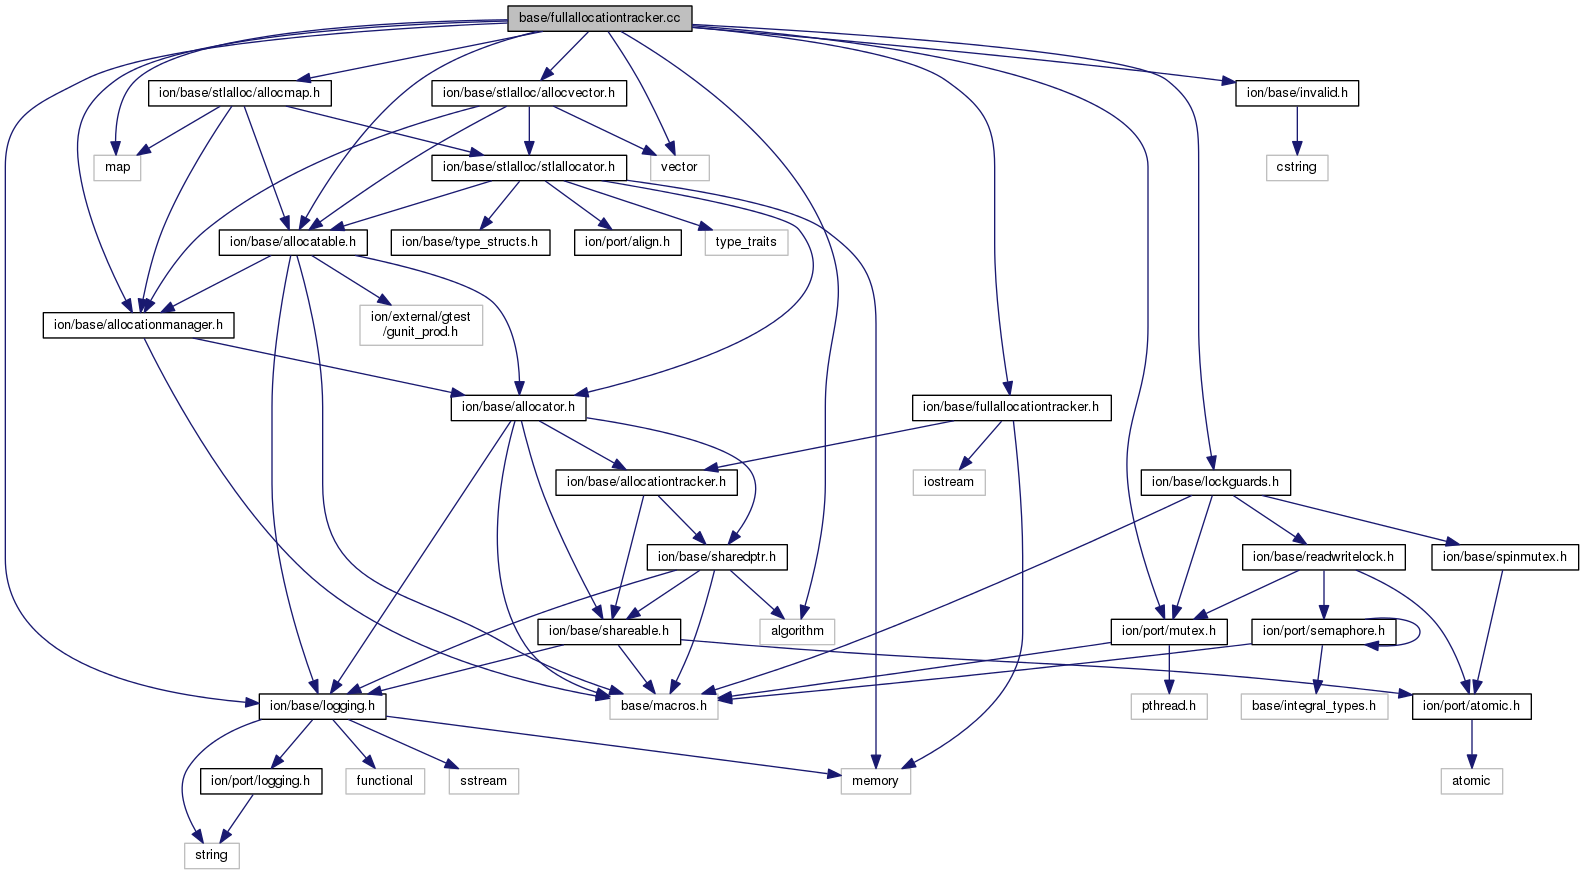 base/fullallocationtracker.cc
ion/base/stlalloc/allocmap.h
ion/base/stlalloc/allocvector.h
ion/base/invalid.h
map
ion/base/stlalloc/stlallocator.h
vector
cstring
ion/base/allocatable.h
ion/base/type_structs.h
ion/port/align.h
type_traits
ion/base/allocationmanager.h
ion/external/gtest
/gunit_prod.h
ion/base/allocator.h
ion/base/fullallocationtracker.h
ion/base/allocationtracker.h
iostream
ion/base/lockguards.h
ion/base/sharedptr.h
ion/base/readwritelock.h
ion/base/spinmutex.h
ion/base/shareable.h
algorithm
ion/port/mutex.h
ion/port/semaphore.h
ion/base/logging.h
base/macros.h
pthread.h
base/integral_types.h
ion/port/atomic.h
ion/port/logging.h
functional
sstream
memory
atomic
string